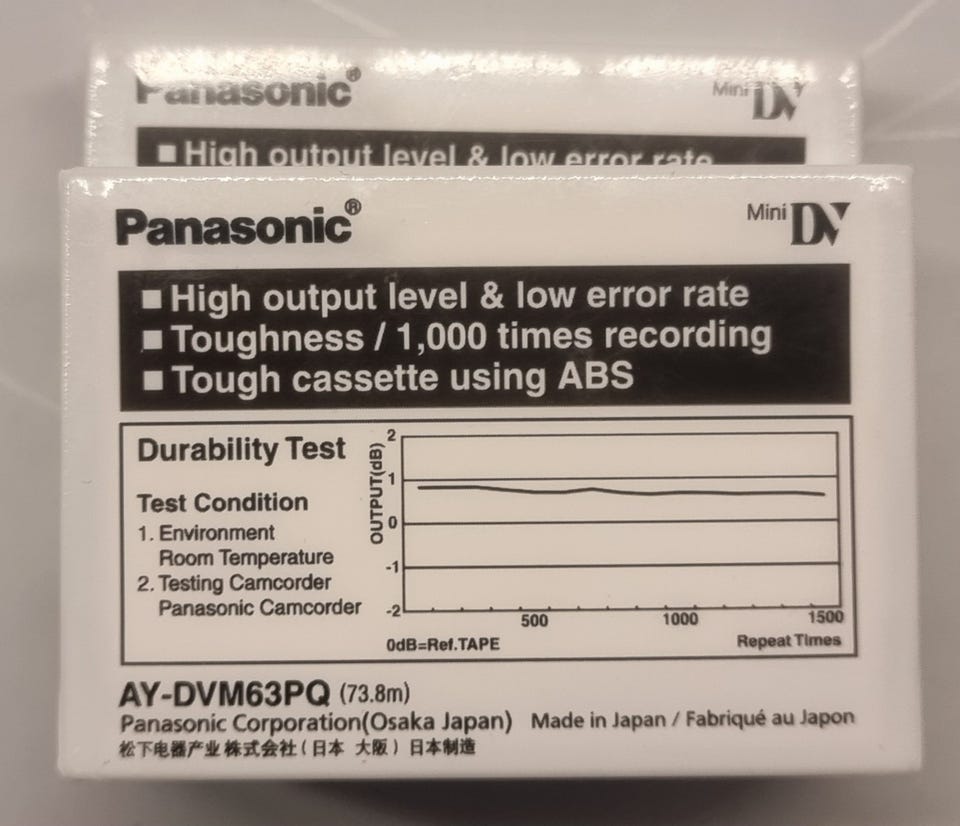 Panasonic®
Mini DV
■ High output level & low error rate
Panasonic®
Mini DV
■ High output level & low error rate
■ Toughness / 1,000 times recording
■ Tough cassette using ABS
Durability Test
Test Condition
1. Environment
Room Temperature
2. Testing Camcorder
Panasonic Camcorder
OUTPUT(dB)
2
1
0
-1
-2
500
1000
1500
0dB=Ref.TAPE
Repeat Times
AY-DVM63PQ (73.8m)
Panasonic Corporation(Osaka Japan) Made in Japan / Fabriqué au Japon
松下电器产业株式会社(日本 大阪) 日本制造